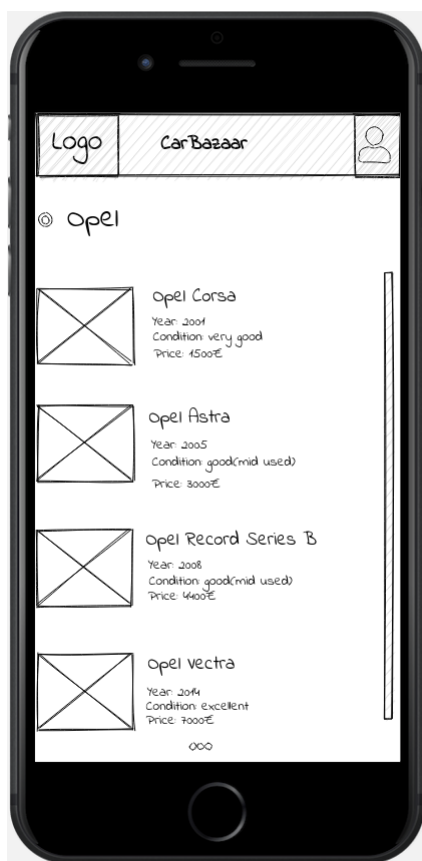 Logo
CarBazaar
Opel
Opel Corsa
Year: 2001
Condition: very good
Price: 1500€
Opel Astra
Year: 2005
Condition: good(mid used)
Price: 3000€
Opel Record Series B
Year: 2008
Condition: good(mid used)
Price: 4400€
Opel Vectra
Year: 2014
Condition: excellent
Price: 7000€